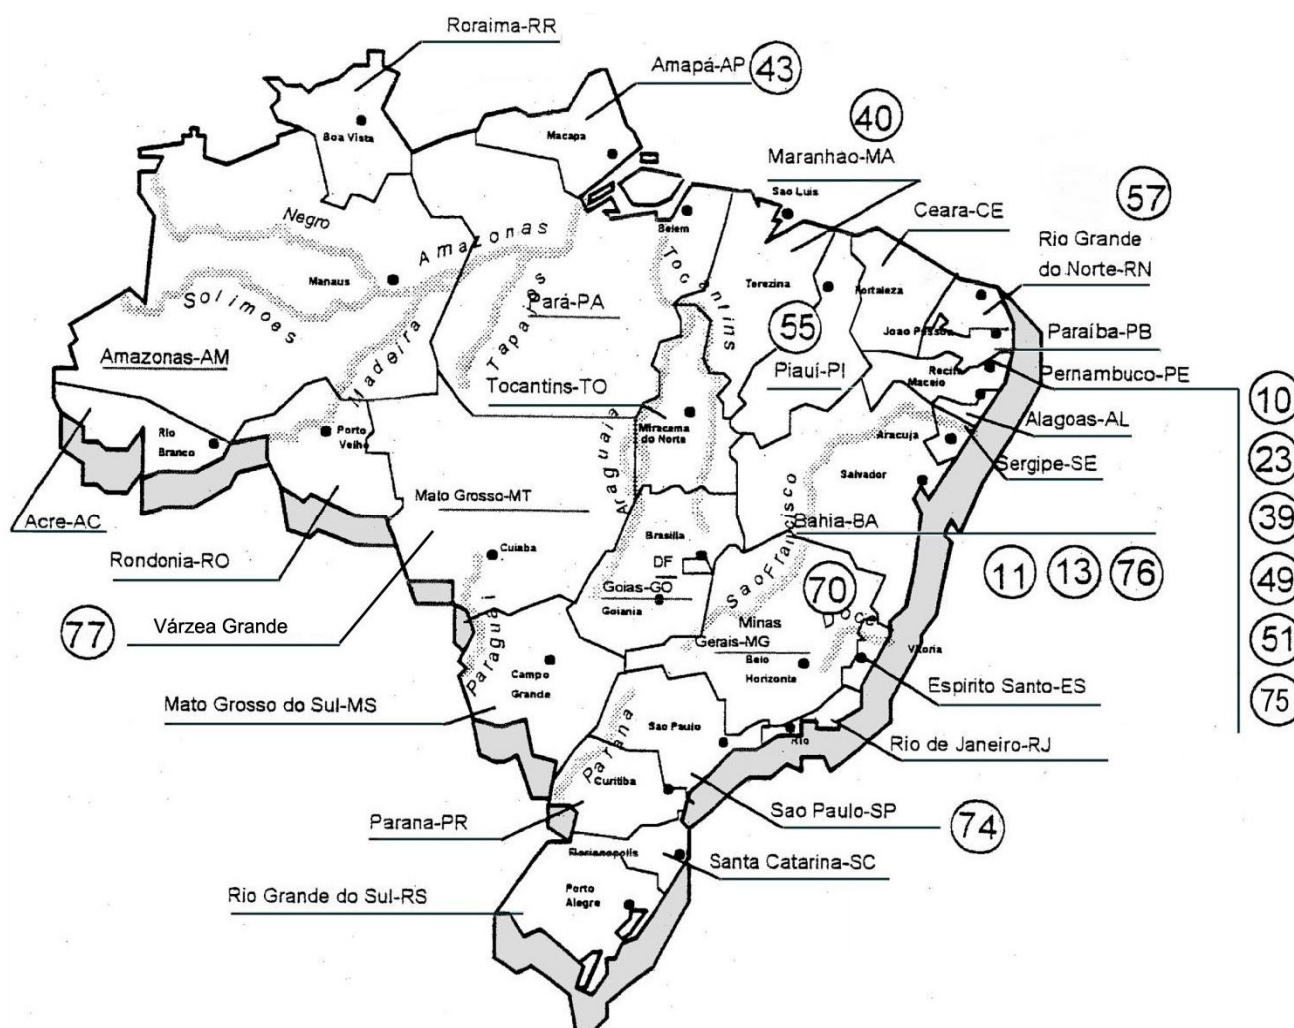 Roraima-RR
Amapá-AP
43
40
Maranhao-MA
57
Boa Vista
Macapa
Sao Luis
Ceara-CE
Rio Grande
do Norte-RN
Negro
Amazonas
Belem
Tocantins
Manaus
Solimoes
Tapajos
Pará-PA
Terezina
Fortaleza
Joao Pessoa
Paraíba-PB
55
Amazonas-AM
Madeira
Tocantins-TO
Piauí-PI
Recife
Maceio
Pernambuco-PE
10
Alagoas-AL
Rio
Branco
Porto
Velho
Araguaia
Miracema
do Norte
Aracuja
Sergipe-SE
23
Salvador
Mato Grosso-MT
Acre-AC
Sao Fraicisco
Bahia-BA
39
Rondonia-RO
Cuiaba
Brasilia
DF
11
13
76
49
Goias-GO
Goiania
70
77
Várzea Grande
Paraguai
Minas
Gerais-MG
Doce
Vitoria
51
Campo
Grande
Belo
Horizonte
Espirito Santo-ES
75
Mato Grosso do Sul-MS
Sao Paulo
Rio
Rio de Janeiro-RJ
Parana
Curitiba
Sao Paulo-SP
74
Parana-PR
Florianopolis
Santa Catarina-SC
Rio Grande do Sul-RS
Porto
Alegre